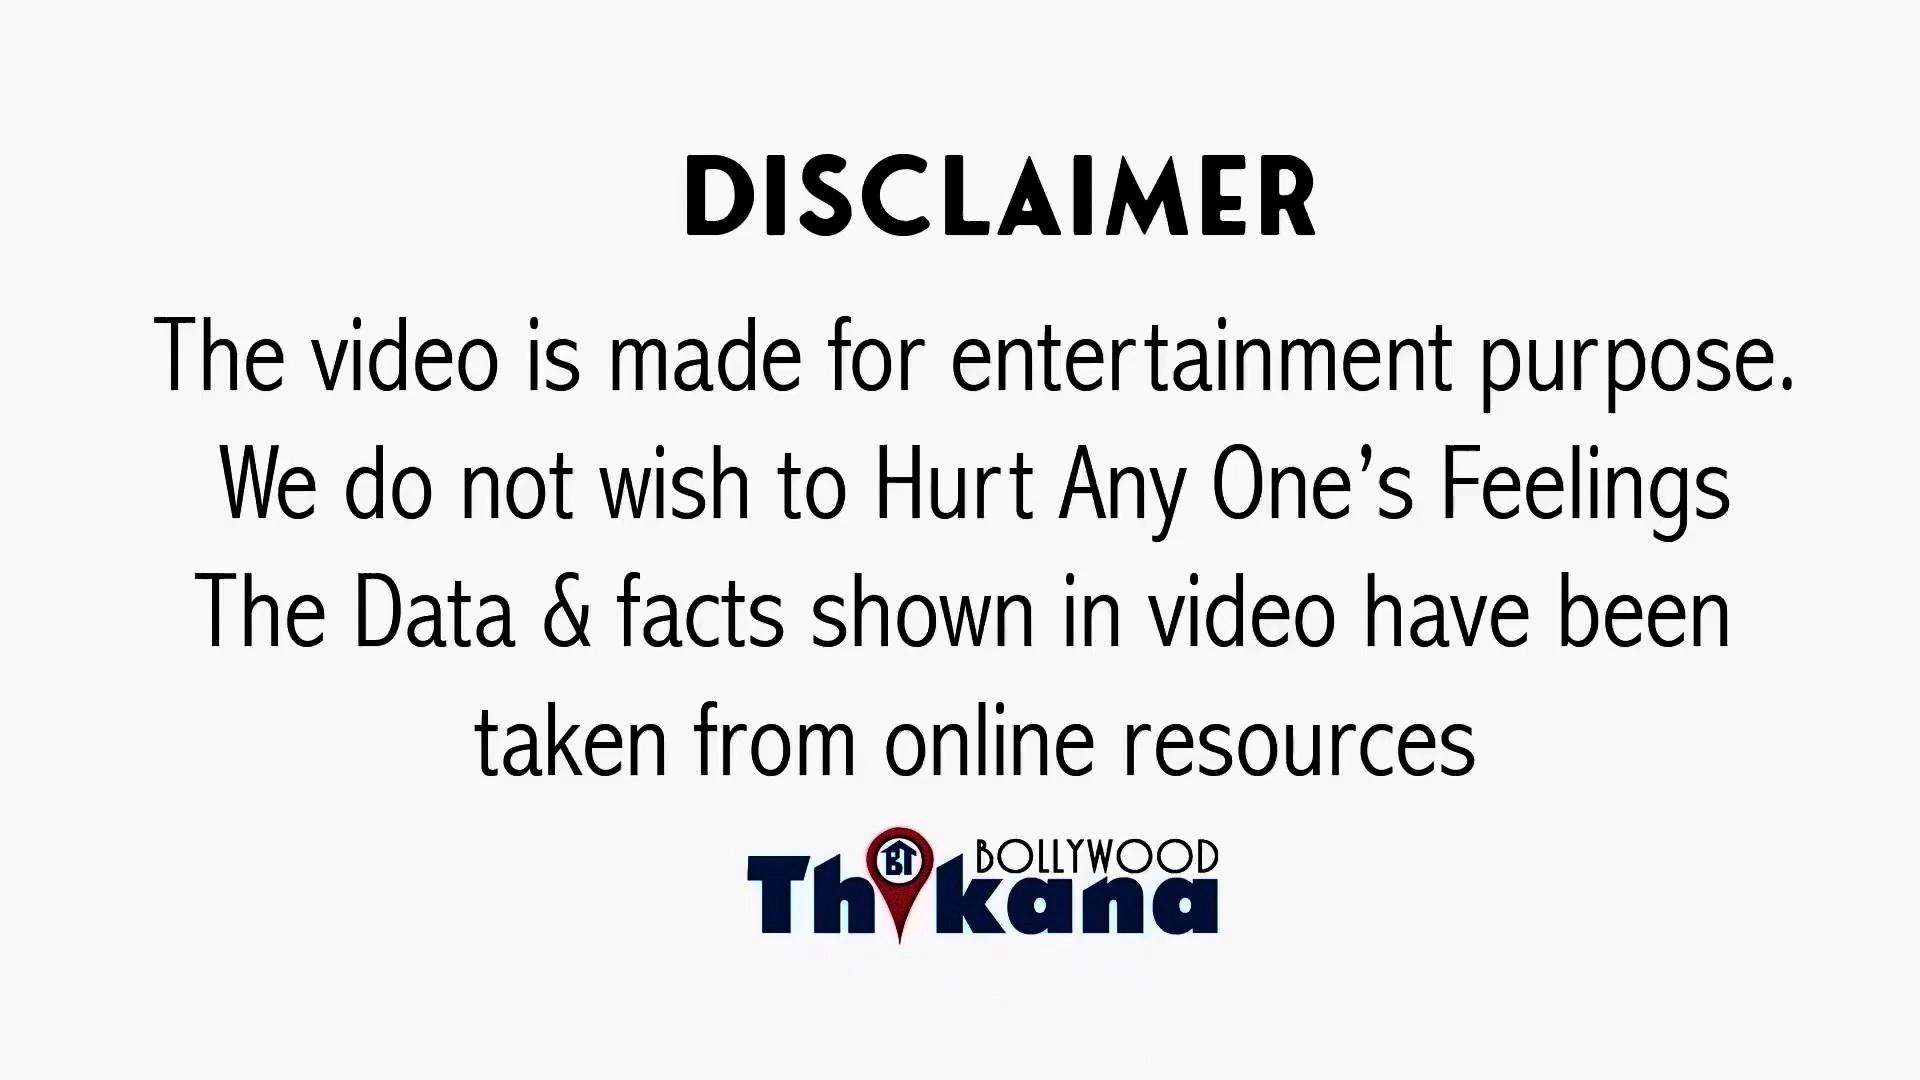 DISCLAIMER
The video is made for entertainment purpose.
We do not wish to Hurt Any One’s Feelings
The Data & facts shown in video have been
taken from online resources
BOLLYWOOD
BT
Thikana